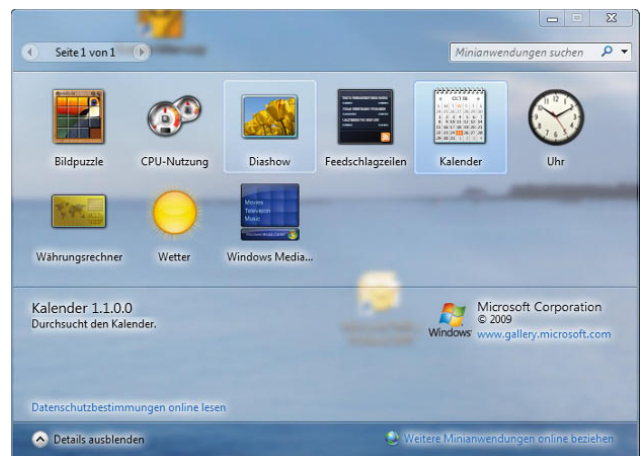 Seite 1 von 1
Minianwendungen suchen
Bildpuzzle
CPU-Nutzung
Diashow
Feedschlagzeilen
Kalender
Uhr
Währungsrechner
Wetter
Windows Media...
Kalender 1.1.0.0
Durchsucht den Kalender.
Microsoft Corporation
© 2009
Windows
www.gallery.microsoft.com
Datenschutzbestimmungen online lesen
Details ausblenden
Weitere Minianwendungen online beziehen